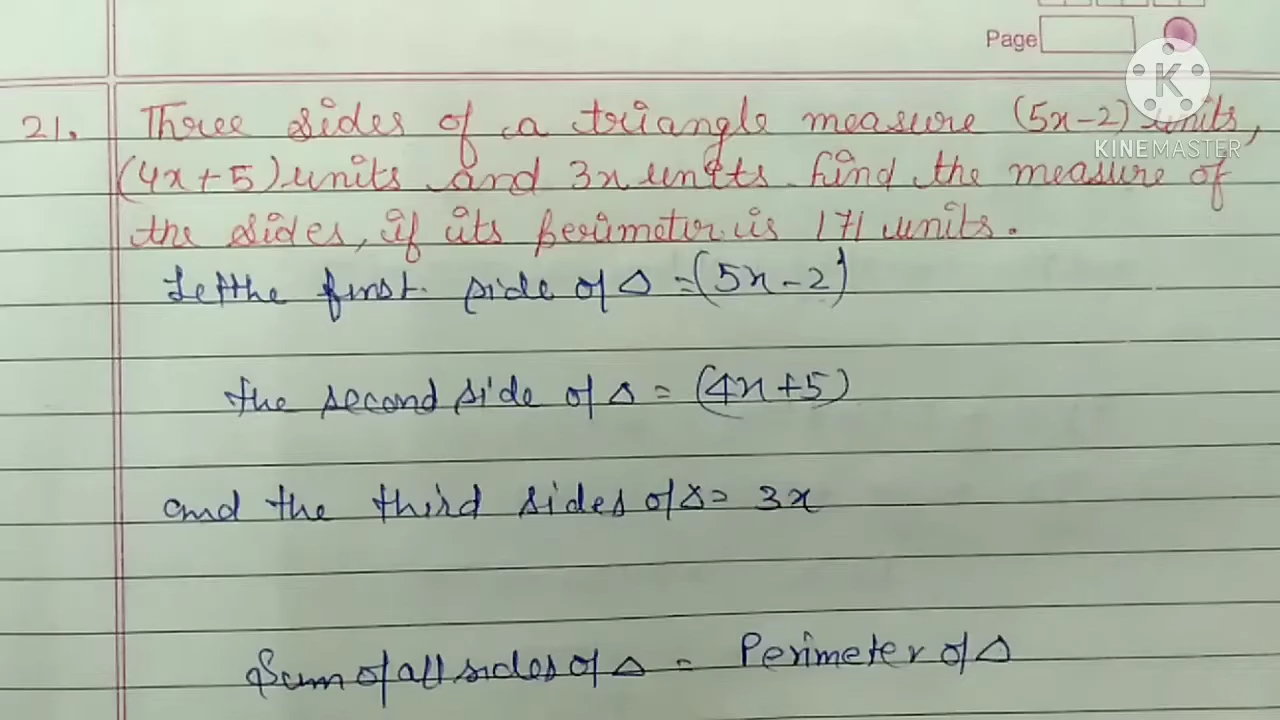 Page
K
KINEMASTER
21. Three sides of a triangle measure (5x-2) units,
(4x+5) units and 3x units. Find the measure of
the sides, if its perimeter is 171 units.
Let the first side of Δ = (5x-2)
the second side of Δ = (4x+5)
and the third sides of Δ = 3x
Sum of all sides of Δ = Perimeter of Δ